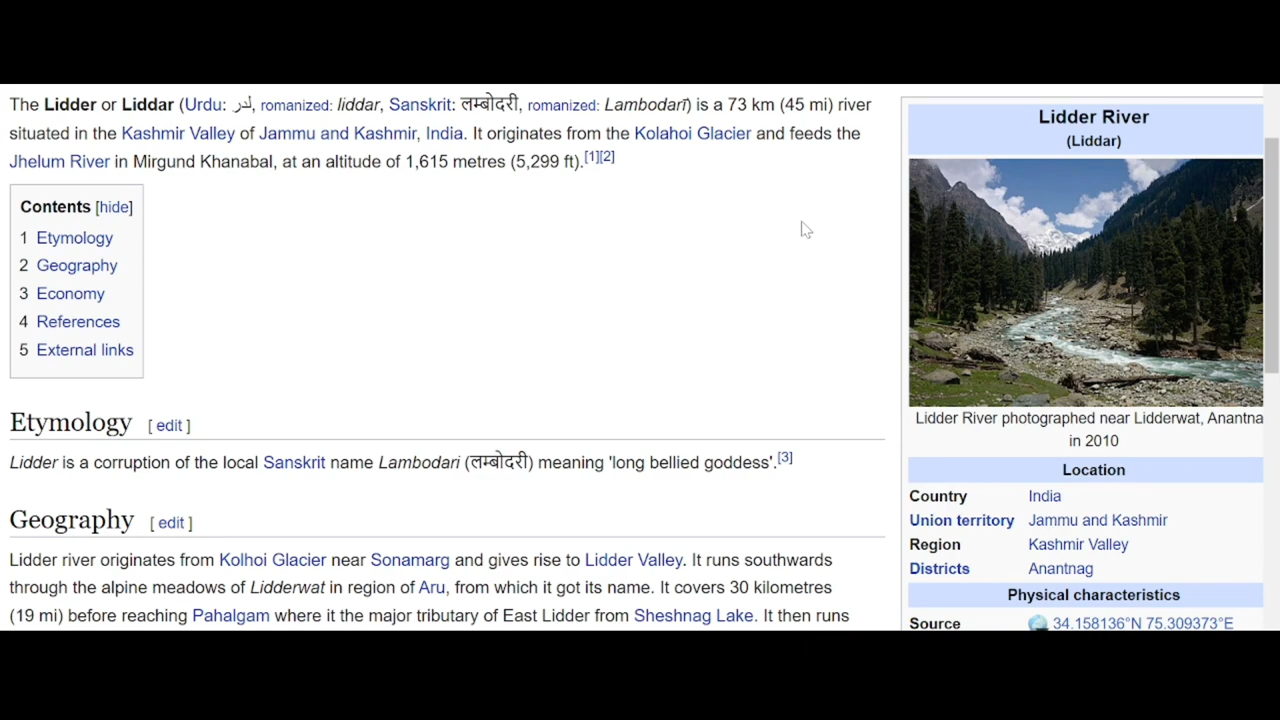 The Lidder or Liddar (Urdu: لدر, romanized: liddar, Sanskrit: लम्बोदरी, romanized: Lambodarī) is a 73 km (45 mi) river
situated in the Kashmir Valley of Jammu and Kashmir, India. It originates from the Kolahoi Glacier and feeds the
Jhelum River in Mirgund Khanabal, at an altitude of 1,615 metres (5,299 ft).[1][2]
Contents [hide]
1 Etymology
2 Geography
3 Economy
4 References
5 External links
Etymology [ edit ]
Lidder is a corruption of the local Sanskrit name Lambodari (लम्बोदरी) meaning 'long bellied goddess'.[3]
Geography [ edit ]
Lidder river originates from Kolhoi Glacier near Sonamarg and gives rise to Lidder Valley. It runs southwards
through the alpine meadows of Lidderwat in region of Aru, from which it got its name. It covers 30 kilometres
(19 mi) before reaching Pahalgam where it the major tributary of East Lidder from Sheshnag Lake. It then runs
Lidder River
(Liddar)
Lidder River photographed near Lidderwat, Anantna
in 2010
Location
Country India
Union territory Jammu and Kashmir
Region Kashmir Valley
Districts Anantnag
Physical characteristics
Source 34.158136°N 75.309373°E